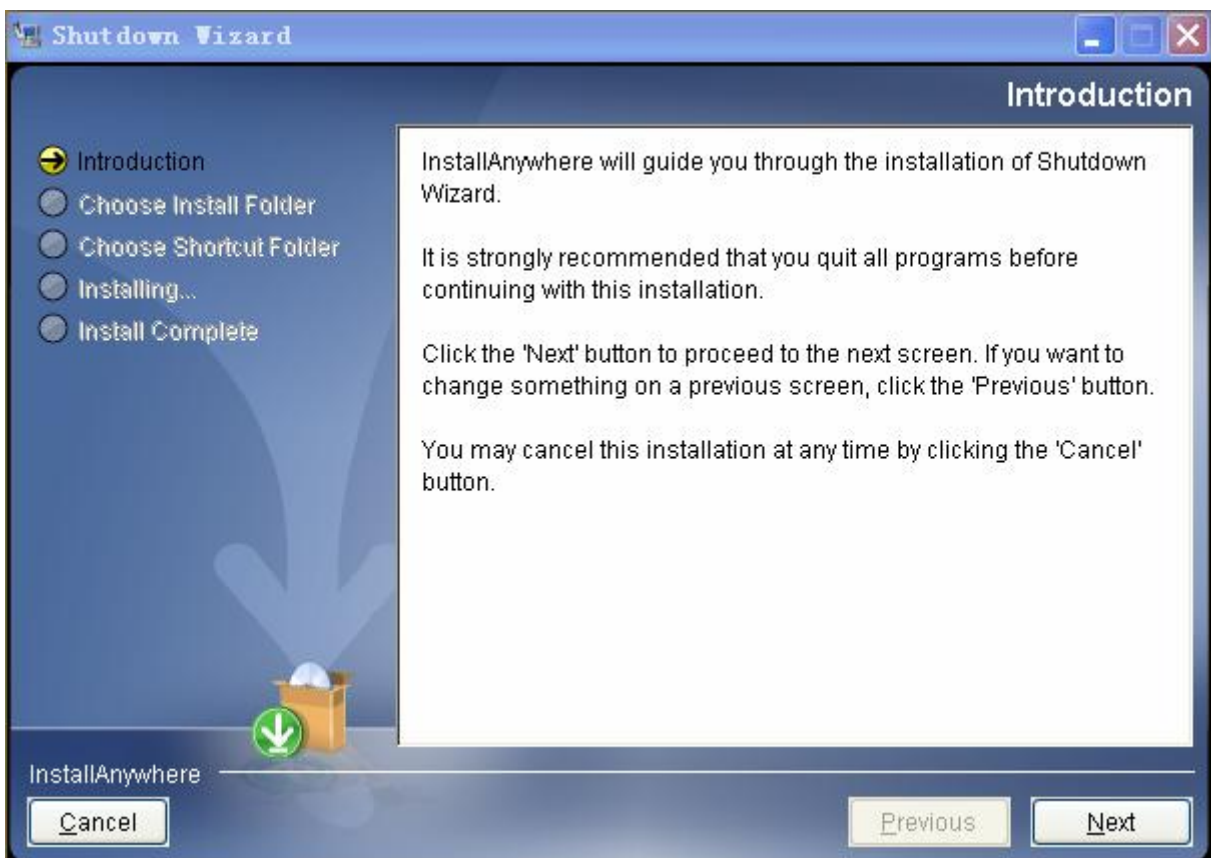 Shutdown Wizard
Introduction
Introduction
Choose Install Folder
Choose Shortcut Folder
Installing...
Install Complete
InstallAnywhere will guide you through the installation of Shutdown
Wizard.
It is strongly recommended that you quit all programs before
continuing with this installation.
Click the 'Next' button to proceed to the next screen. If you want to
change something on a previous screen, click the 'Previous' button.
You may cancel this installation at any time by clicking the 'Cancel'
button.
InstallAnywhere
Cancel
Previous
Next